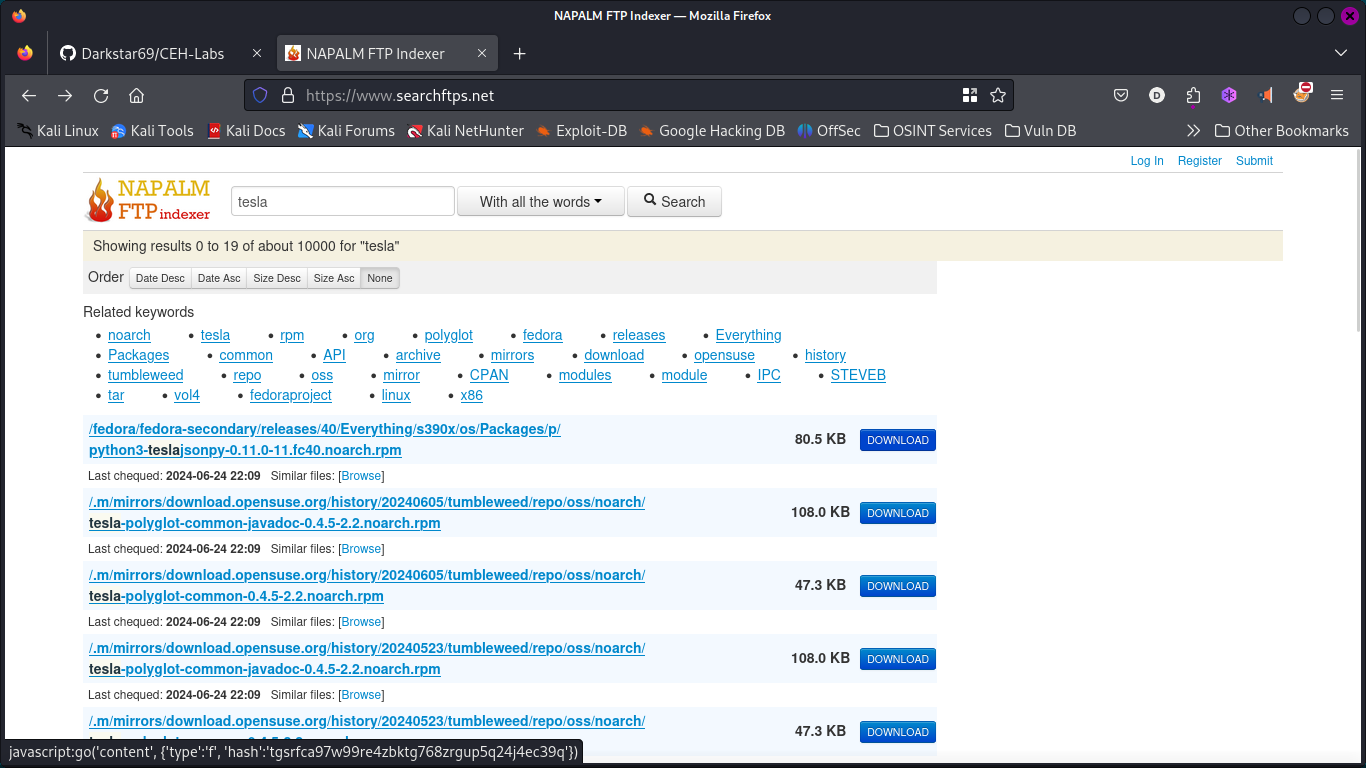 NAPALM FTP Indexer — Mozilla Firefox
Darkstar69/CEH-Labs
NAPALM FTP Indexer
https://www.searchftps.net
Kali Linux Kali Tools Kali Docs Kali Forums Kali NetHunter Exploit-DB Google Hacking DB OffSec OSINT Services Vuln DB Other Bookmarks
Log In Register Submit
NAPALM
FTP indexer
tesla With all the words Search
Showing results 0 to 19 of about 10000 for "tesla"
Order Date Desc Date Asc Size Desc Size Asc None
Related keywords
• noarch • tesla • rpm • org • polyglot • fedora • releases • Everything
• Packages • common • API • archive • mirrors • download • opensuse • history
• tumbleweed • repo • oss • mirror • CPAN • modules • module • IPC • STEVEB
• tar • vol4 • fedoraproject • linux • x86
/fedora/fedora-secondary/releases/40/Everything/s390x/os/Packages/p/
python3-teslajsonpy-0.11.0-11.fc40.noarch.rpm
80.5 KB DOWNLOAD
Last chequed: 2024-06-24 22:09 Similar files: [Browse]
/.m/mirrors/download.opensuse.org/history/20240605/tumbleweed/repo/oss/noarch/
tesla-polyglot-common-javadoc-0.4.5-2.2.noarch.rpm
108.0 KB DOWNLOAD
Last chequed: 2024-06-24 22:09 Similar files: [Browse]
/.m/mirrors/download.opensuse.org/history/20240605/tumbleweed/repo/oss/noarch/
tesla-polyglot-common-0.4.5-2.2.noarch.rpm
47.3 KB DOWNLOAD
Last chequed: 2024-06-24 22:09 Similar files: [Browse]
/.m/mirrors/download.opensuse.org/history/20240523/tumbleweed/repo/oss/noarch/
tesla-polyglot-common-javadoc-0.4.5-2.2.noarch.rpm
108.0 KB DOWNLOAD
Last chequed: 2024-06-24 22:09 Similar files: [Browse]
/.m/mirrors/download.opensuse.org/history/20240523/tumbleweed/repo/oss/noarch/
47.3 KB DOWNLOAD
javascript:go('content', {'type':'f', 'hash':'tgsrfca97w99re4zbktg768zrgup5q24j4ec39q'})